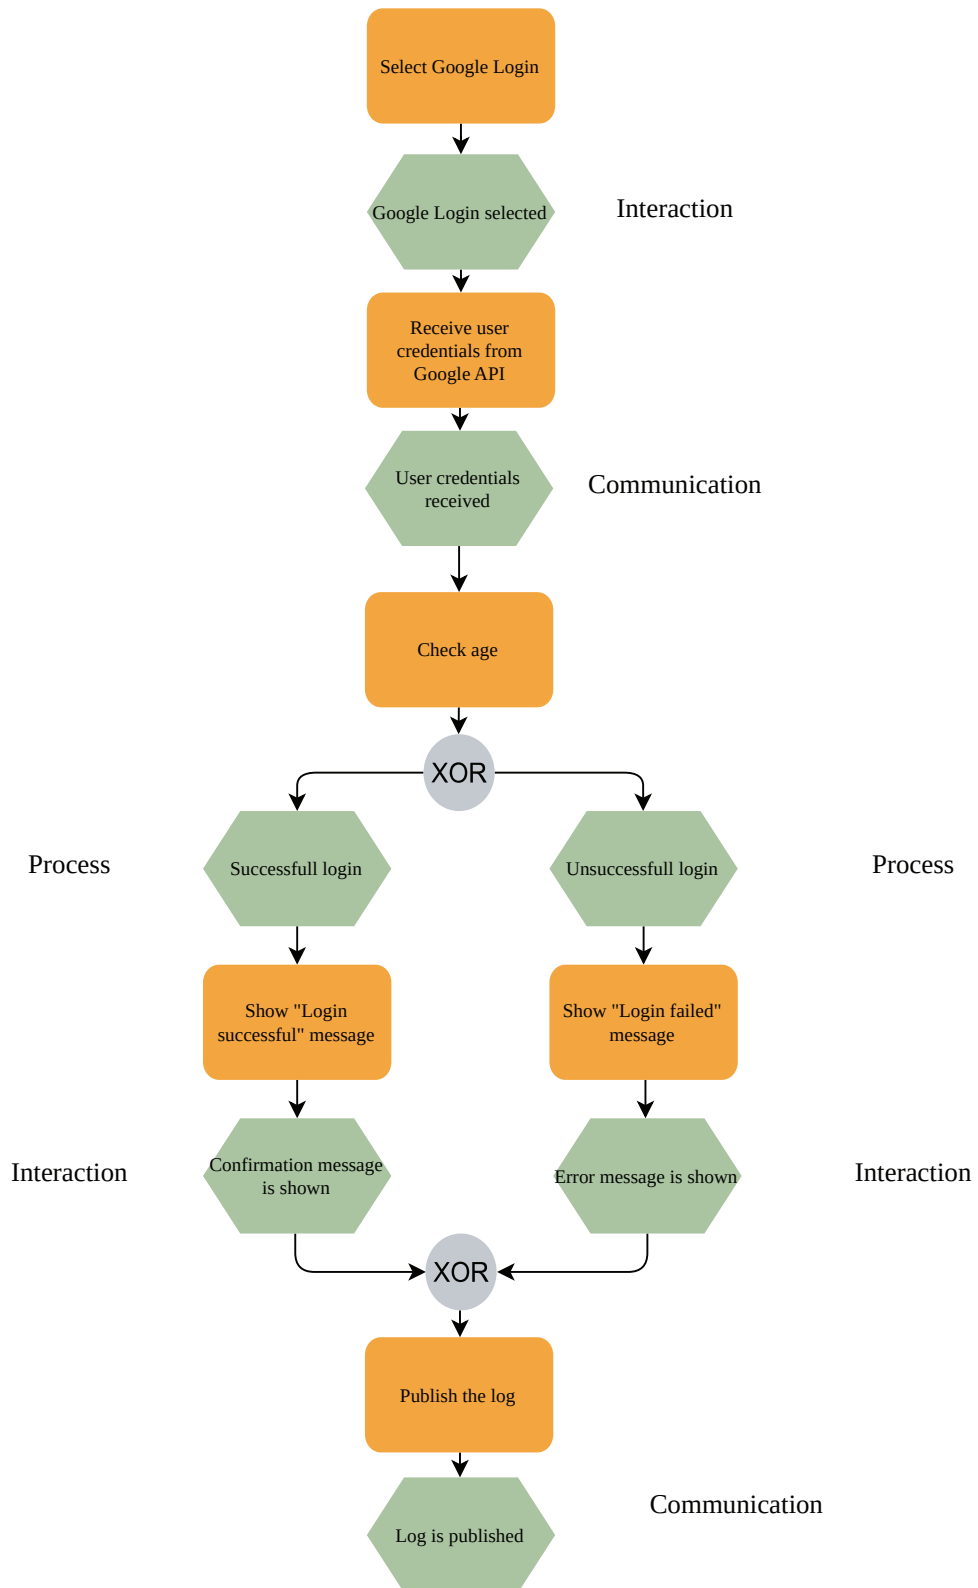 Select Google Login
Google Login selected
Interaction
Receive user
credentials from
Google API
User credentials
received
Communication
Check age
XOR
Process
Successfull login
Unsuccessfull login
Process
Show "Login
successful" message
Show "Login failed"
message
Interaction
Confirmation message
is shown
Error message is shown
Interaction
XOR
Publish the log
Log is published
Communication